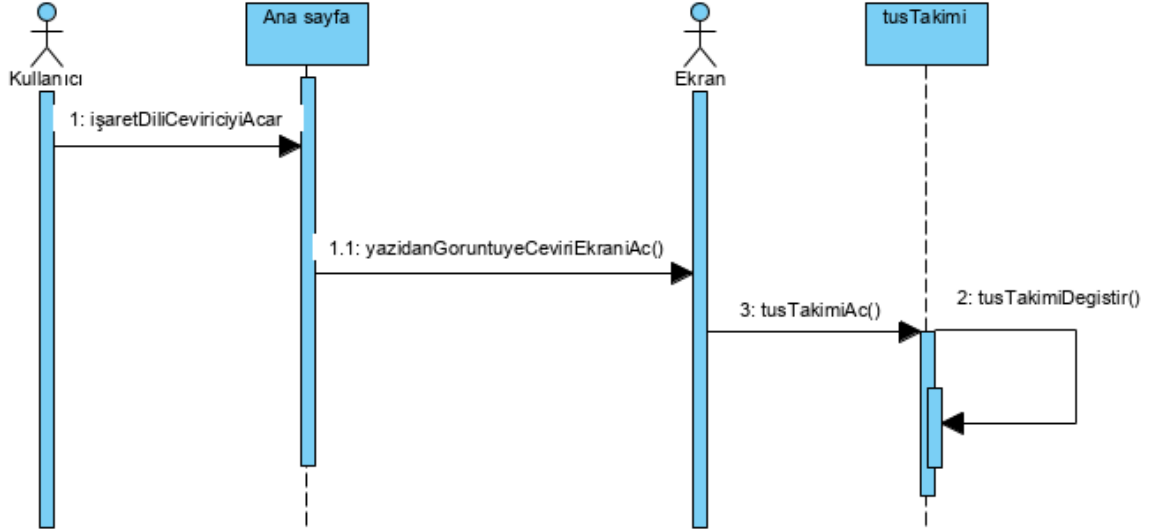 Kullanıcı
Ana sayfa
Ekran
tusTakimi
1: işaretDiliCeviriciyiAcar
1.1: yazidanGoruntuyeCeviriEkraniAc()
3: tusTakimiAc()
2: tusTakimiDegistir()